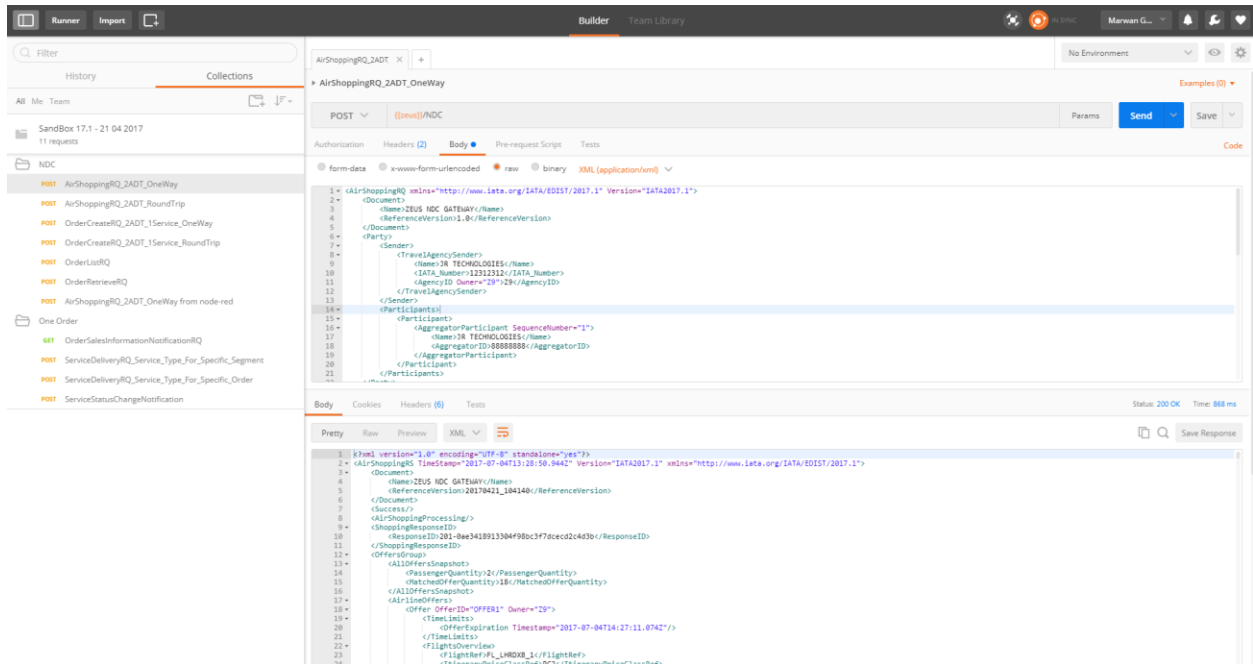 Runner Import Builder Team Library IN SYNC Marwan G...
Filter
History Collections
All Me Team
SandBox 17.1 - 21 04 2017
11 requests
NDC
POST AirShoppingRQ_2ADT_OneWay
POST AirShoppingRQ_2ADT_RoundTrip
POST OrderCreateRQ_2ADT_1Service_OneWay
POST OrderCreateRQ_2ADT_1Service_RoundTrip
POST OrderListRQ
POST OrderRetrieveRQ
POST AirShoppingRQ_2ADT_OneWay from node-red
One Order
GET OrderSalesInformationNotificationRQ
POST ServiceDeliveryRQ_Service_Type_For_Specific_Segment
POST ServiceDeliveryRQ_Service_Type_For_Specific_Order
POST ServiceStatusChangeNotification
AirShoppingRQ_2ADT × + No Environment
AirShoppingRQ_2ADT_OneWay Examples (0)
POST {{zeus}}/NDC Params Send Save
Authorization Headers (2) Body Pre-request Script Tests Code
form-data x-www-form-urlencoded raw binary XML (application/xml)
1 <AirShoppingRQ xmlns="http://www.iata.org/IATA/EDIST/2017.1" Version="IATA2017.1">
2 <Document>
3 <Name>ZEUS NDC GATEWAY</Name>
4 <ReferenceVersion>1.0</ReferenceVersion>
5 </Document>
6 <Party>
7 <Sender>
8 <TravelAgencySender>
9 <Name>JR TECHNOLOGIES</Name>
10 <IATA_Number>12312312</IATA_Number>
11 <AgencyID Owner="Z9">Z9</AgencyID>
12 </TravelAgencySender>
13 </Sender>
14 <Participants>
15 <Participant>
16 <AggregatorParticipant SequenceNumber="1">
17 <Name>JR TECHNOLOGIES</Name>
18 <AggregatorID>88888888</AggregatorID>
19 </AggregatorParticipant>
20 </Participant>
21 </Participants>
Body Cookies Headers (6) Tests Status: 200 OK Time: 868 ms
Pretty Raw Preview XML Save Response
1 <?xml version="1.0" encoding="UTF-8" standalone="yes"?>
2 <AirShoppingRS TimeStamp="2017-07-04T13:28:50.944Z" Version="IATA2017.1" xmlns="http://www.iata.org/IATA/EDIST/2017.1">
3 <Document>
4 <Name>ZEUS NDC GATEWAY</Name>
5 <ReferenceVersion>20170421_104140</ReferenceVersion>
6 </Document>
7 <Success/>
8 <AirShoppingProcessing/>
9 <ShoppingResponseID>
10 <ResponseID>201-0ae3418913304f98bc3f7dcecd2c4d3b</ResponseID>
11 </ShoppingResponseID>
12 <OffersGroup>
13 <AllOffersSnapshot>
14 <PassengerQuantity>2</PassengerQuantity>
15 <MatchedOfferQuantity>18</MatchedOfferQuantity>
16 </AllOffersSnapshot>
17 <AirlineOffers>
18 <Offer OfferID="OFFER1" Owner="Z9">
19 <TimeLimits>
20 <OfferExpiration Timestamp="2017-07-04T14:27:11.074Z"/>
21 </TimeLimits>
22 <FlightsOverview>
23 <FlightRef>FL_LHRDXB_1</FlightRef>